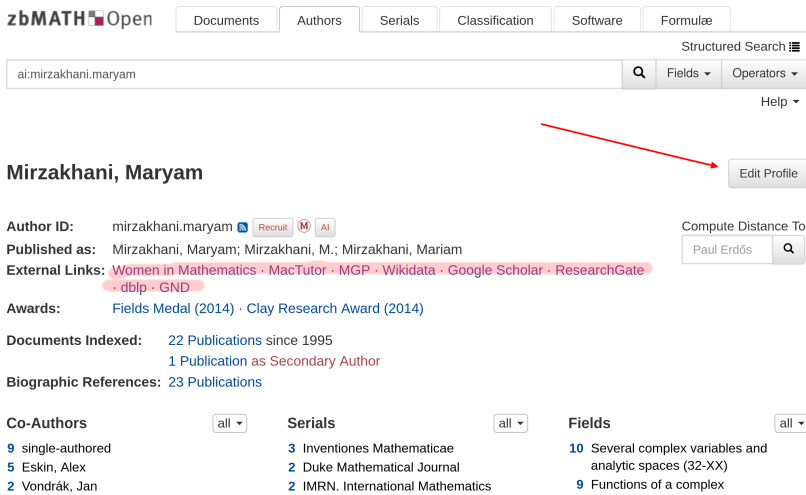 zbMATH Open
Documents Authors Serials Classification Software Formulæ
Structured Search
ai:mirzakhani.maryam Fields Operators
Help
Mirzakhani, Maryam Edit Profile
Author ID: mirzakhani.maryam Recruit M AI Compute Distance To
Published as: Mirzakhani, Maryam; Mirzakhani, M.; Mirzakhani, Mariam Paul Erdős
External Links: Women in Mathematics · MacTutor · MGP · Wikidata · Google Scholar · ResearchGate
· dblp · GND
Awards: Fields Medal (2014) · Clay Research Award (2014)
Documents Indexed: 22 Publications since 1995
1 Publication as Secondary Author
Biographic References: 23 Publications
Co-Authors all Serials all Fields all
9 single-authored 3 Inventiones Mathematicae 10 Several complex variables and
analytic spaces (32-XX)
5 Eskin, Alex 2 Duke Mathematical Journal
2 Vondrák, Jan 2 IMRN. International Mathematics 9 Functions of a complex